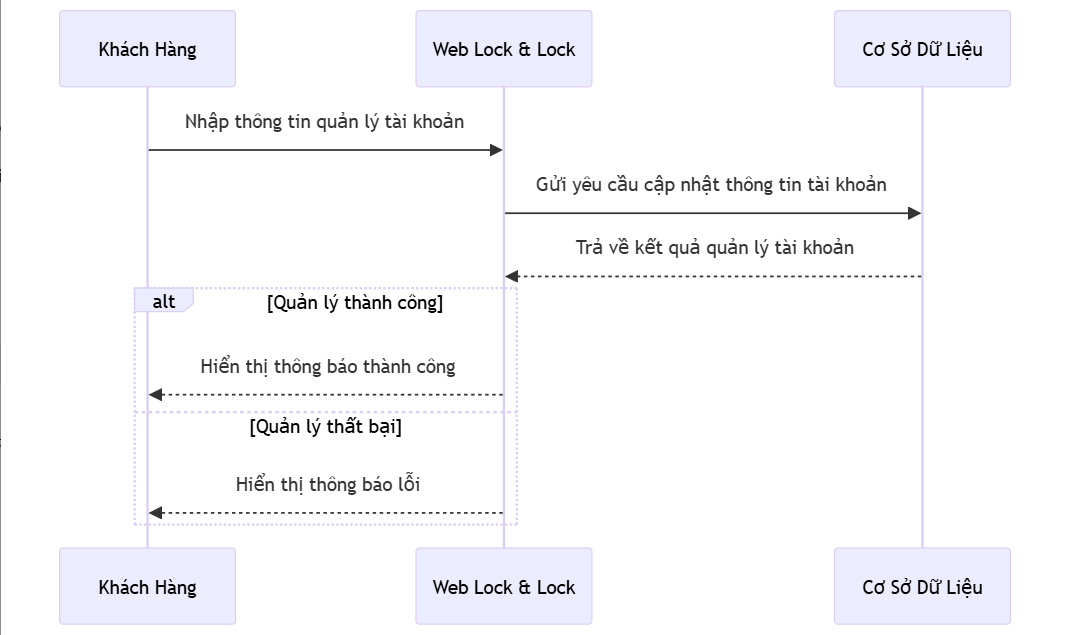 Khách Hàng
Web Lock & Lock
Cơ Sở Dữ Liệu
Nhập thông tin quản lý tài khoản
Gửi yêu cầu cập nhật thông tin tài khoản
Trả về kết quả quản lý tài khoản
alt
[Quản lý thành công]
Hiển thị thông báo thành công
[Quản lý thất bại]
Hiển thị thông báo lỗi
Khách Hàng
Web Lock & Lock
Cơ Sở Dữ Liệu